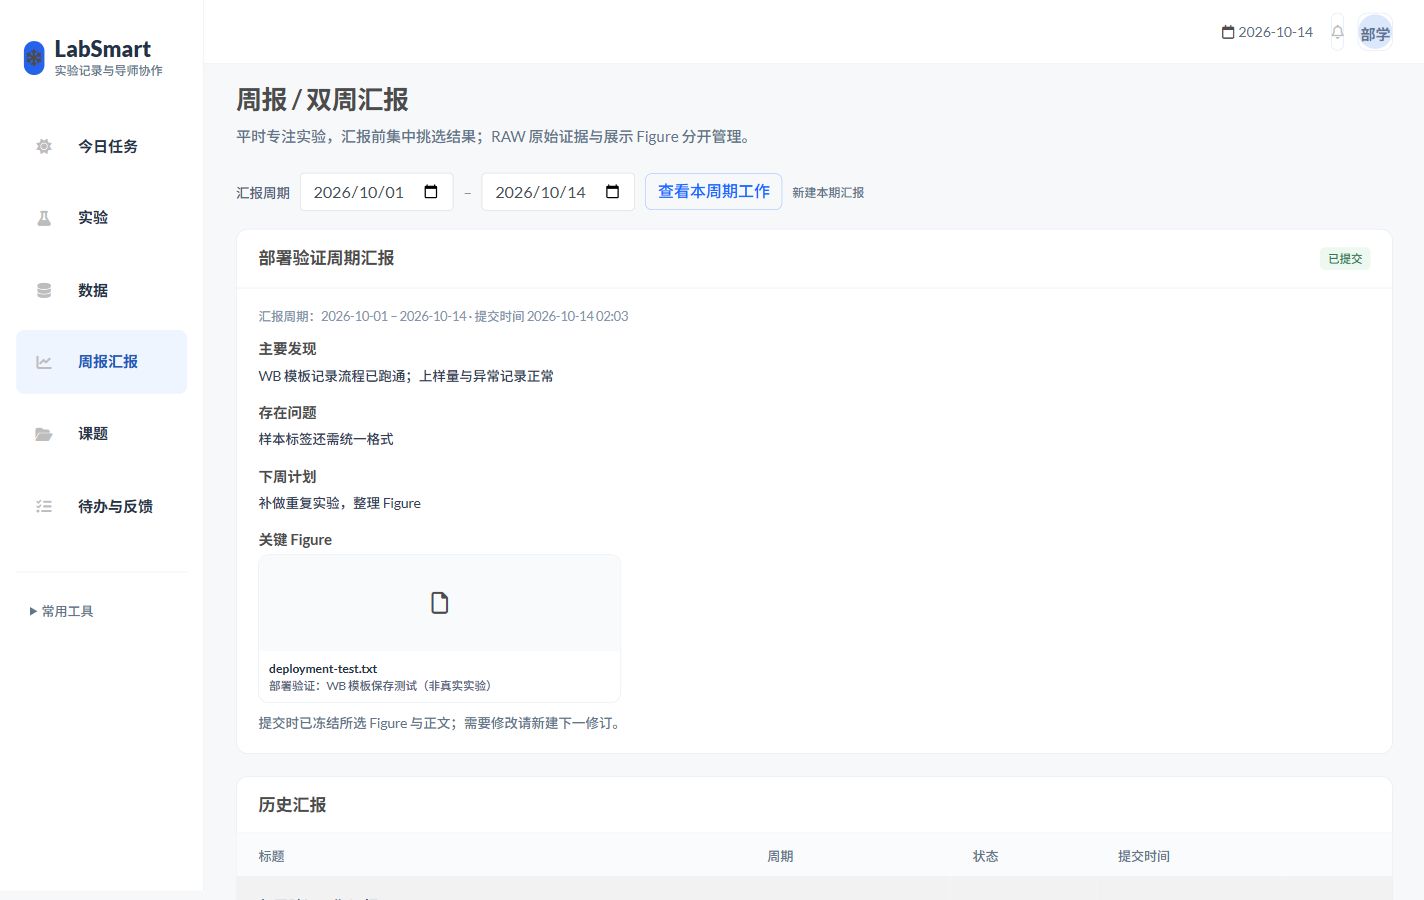 LabSmart
实验记录与导师协作
今日任务
实验
数据
周报汇报
课题
待办与反馈
常用工具
2026-10-14
部学
周报 / 双周汇报
平时专注实验，汇报前集中挑选结果；RAW 原始证据与展示 Figure 分开管理。
汇报周期 2026/10/01 – 2026/10/14 查看本周期工作 新建本期汇报
部署验证周期汇报 已提交
汇报周期：2026-10-01 – 2026-10-14 · 提交时间 2026-10-14 02:03
主要发现
WB 模板记录流程已跑通；上样量与异常记录正常
存在问题
样本标签还需统一格式
下周计划
补做重复实验，整理 Figure
关键 Figure
deployment-test.txt
部署验证：WB 模板保存测试（非真实实验）
提交时已冻结所选 Figure 与正文；需要修改请新建下一修订。
历史汇报
标题 周期 状态 提交时间